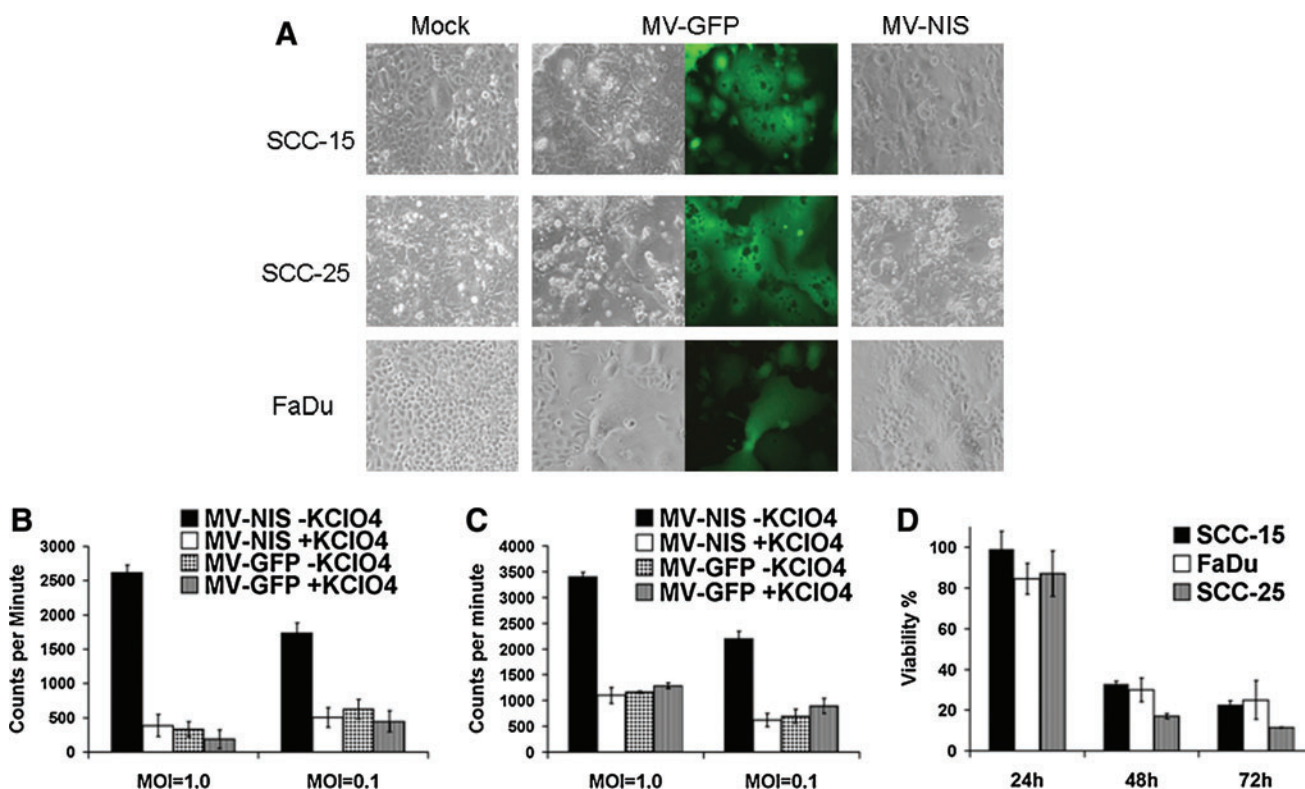 A
Mock MV-GFP MV-NIS
SCC-15
SCC-25
FaDu
B
MV-NIS -KClO4
MV-NIS +KClO4
MV-GFP -KClO4
MV-GFP +KClO4
Counts per Minute
3000
2500
2000
1500
1000
500
0
MOI=1.0 MOI=0.1
C
MV-NIS -KClO4
MV-NIS +KClO4
MV-GFP -KClO4
MV-GFP +KClO4
Counts per minute
4000
3500
3000
2500
2000
1500
1000
500
0
MOI=1.0 MOI=0.1
D
SCC-15
FaDu
SCC-25
Viability %
100
80
60
40
20
0
24h 48h 72h